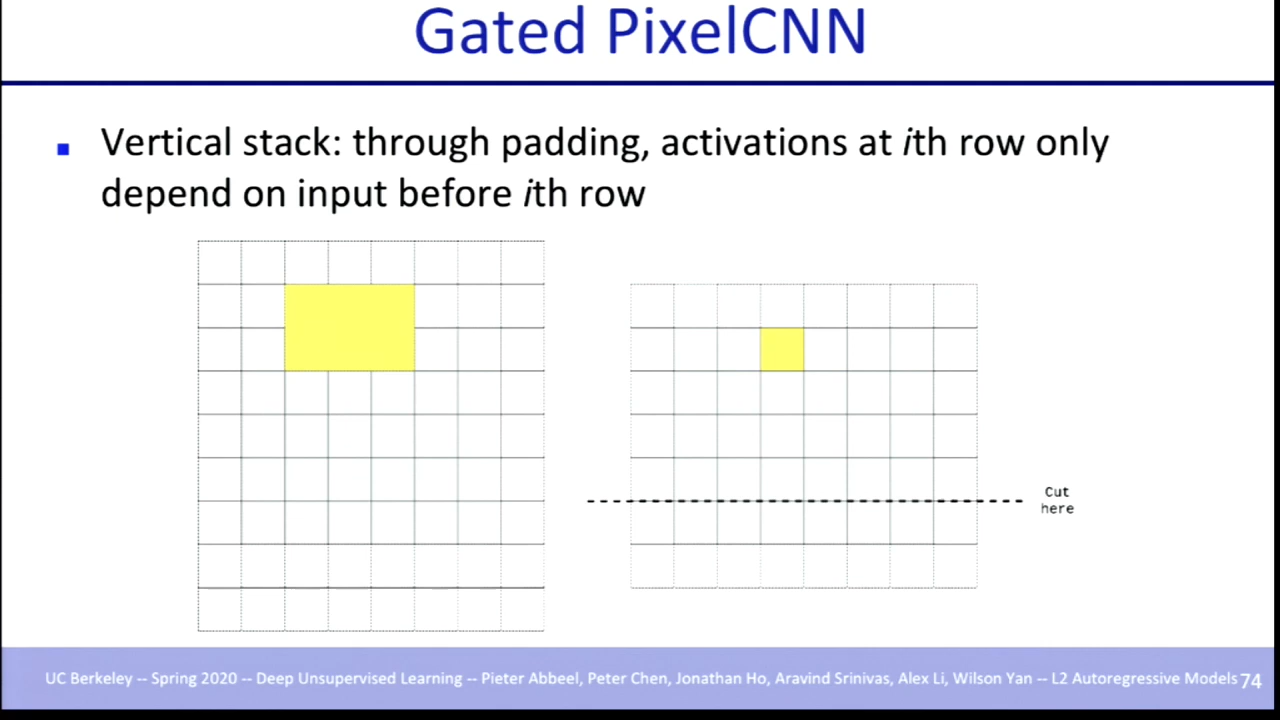 Gated PixelCNN
▪ Vertical stack: through padding, activations at ith row only
depend on input before ith row
Cut
here
UC Berkeley -- Spring 2020 -- Deep Unsupervised Learning -- Pieter Abbeel, Peter Chen, Jonathan Ho, Aravind Srinivas, Alex Li, Wilson Yan -- L2 Autoregressive Models 74